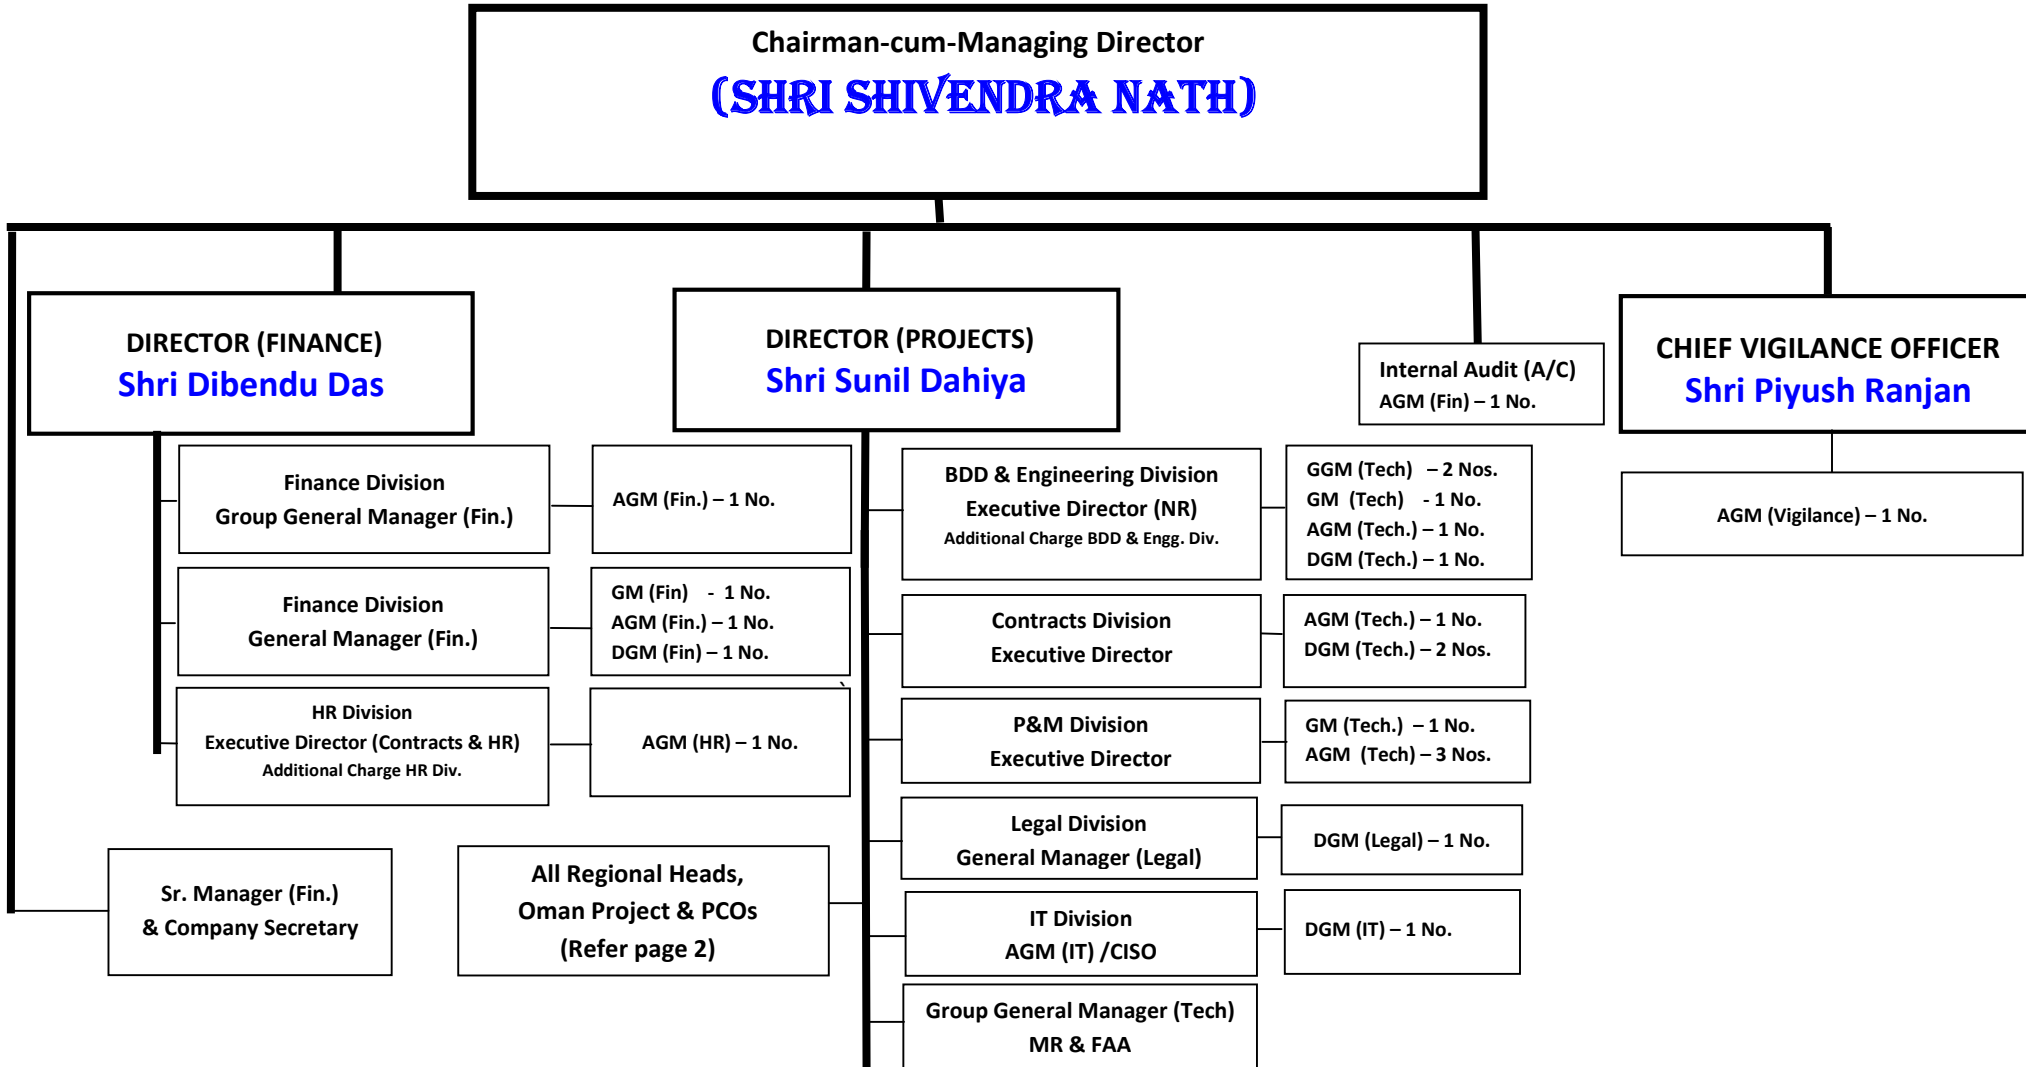 Chairman-cum-Managing Director
(SHRI SHIVENDRA NATH)
DIRECTOR (FINANCE)
Shri Dibendu Das
DIRECTOR (PROJECTS)
Shri Sunil Dahiya
Internal Audit (A/C)
AGM (Fin) – 1 No.
CHIEF VIGILANCE OFFICER
Shri Piyush Ranjan
AGM (Vigilance) – 1 No.
Finance Division
Group General Manager (Fin.)
AGM (Fin.) – 1 No.
Finance Division
General Manager (Fin.)
GM (Fin) - 1 No.
AGM (Fin.) – 1 No.
DGM (Fin) – 1 No.
HR Division
Executive Director (Contracts & HR)
Additional Charge HR Div.
`
AGM (HR) – 1 No.
Sr. Manager (Fin.)
& Company Secretary
All Regional Heads,
Oman Project & PCOs
(Refer page 2)
BDD & Engineering Division
Executive Director (NR)
Additional Charge BDD & Engg. Div.
GGM (Tech) – 2 Nos.
GM (Tech) - 1 No.
AGM (Tech.) – 1 No.
DGM (Tech.) – 1 No.
Contracts Division
Executive Director
AGM (Tech.) – 1 No.
DGM (Tech.) – 2 Nos.
P&M Division
Executive Director
GM (Tech.) – 1 No.
AGM (Tech) – 3 Nos.
Legal Division
General Manager (Legal)
DGM (Legal) – 1 No.
IT Division
AGM (IT) /CISO
DGM (IT) – 1 No.
Group General Manager (Tech)
MR & FAA